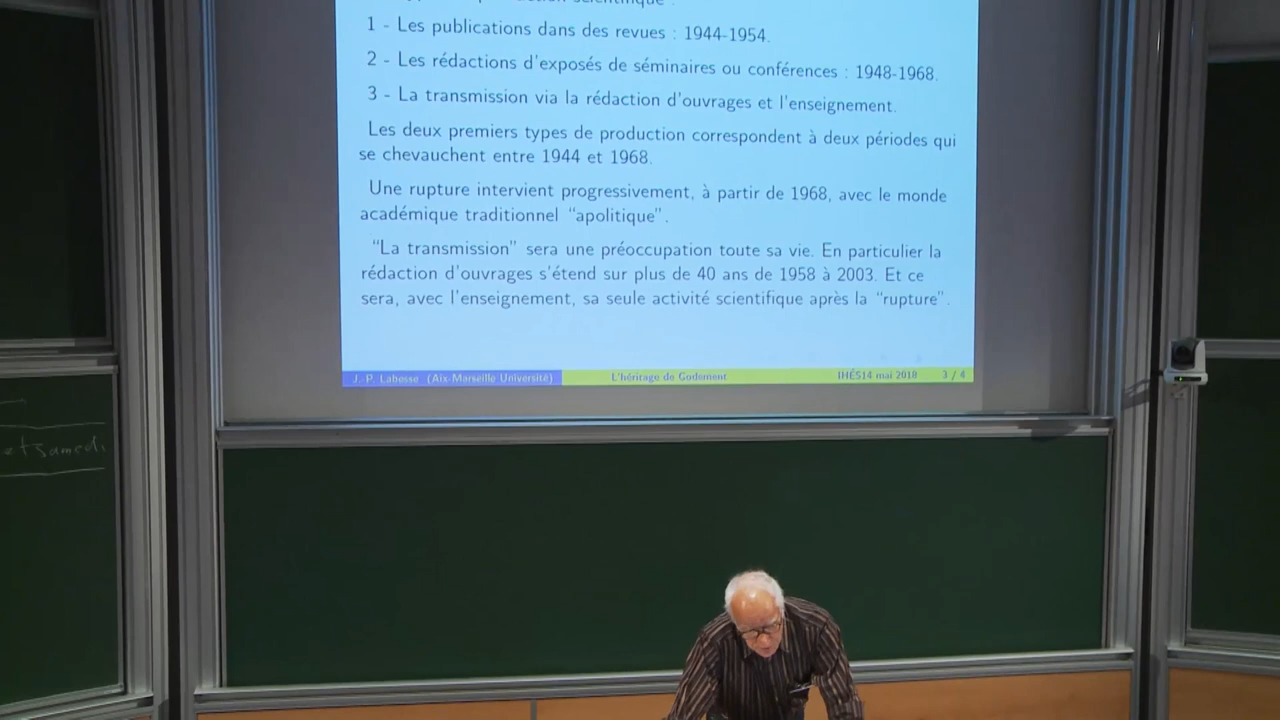 scientifique :
1 - Les publications dans des revues : 1944-1954.
2 - Les rédactions d'exposés de séminaires ou conférences : 1948-1968.
3 - La transmission via la rédaction d'ouvrages et l'enseignement.
Les deux premiers types de production correspondent à deux périodes qui
se chevauchent entre 1944 et 1968.
Une rupture intervient progressivement, à partir de 1968, avec le monde
académique traditionnel “apolitique”.
“La transmission” sera une préoccupation toute sa vie. En particulier la
rédaction d'ouvrages s'étend sur plus de 40 ans de 1958 à 2003. Et ce
sera, avec l'enseignement, sa seule activité scientifique après la “rupture”.
J. P. Labesse (Aix Marseille Université) L'héritage de Godement IHÉS14 mai 2018 3 / 4
et samedi